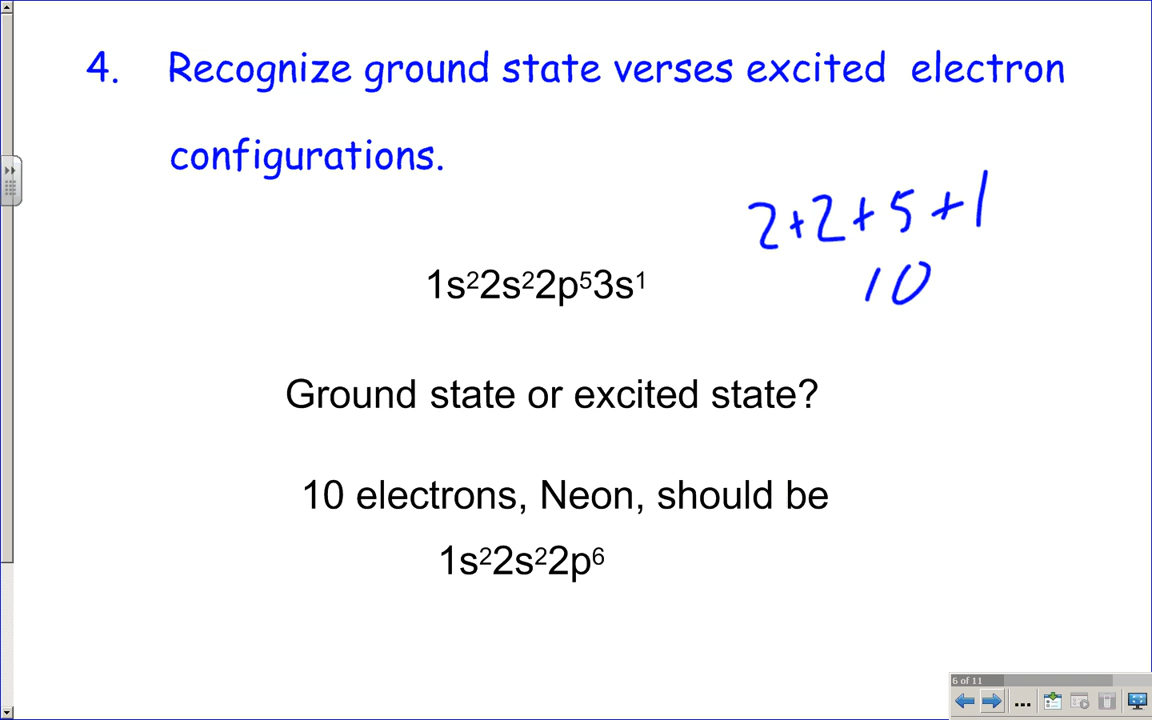 4. Recognize ground state verses excited electron
configurations.
2+2+5+1
10
1s²2s²2p⁵3s¹
Ground state or excited state?
10 electrons, Neon, should be
1s²2s²2p⁶
6 of 11